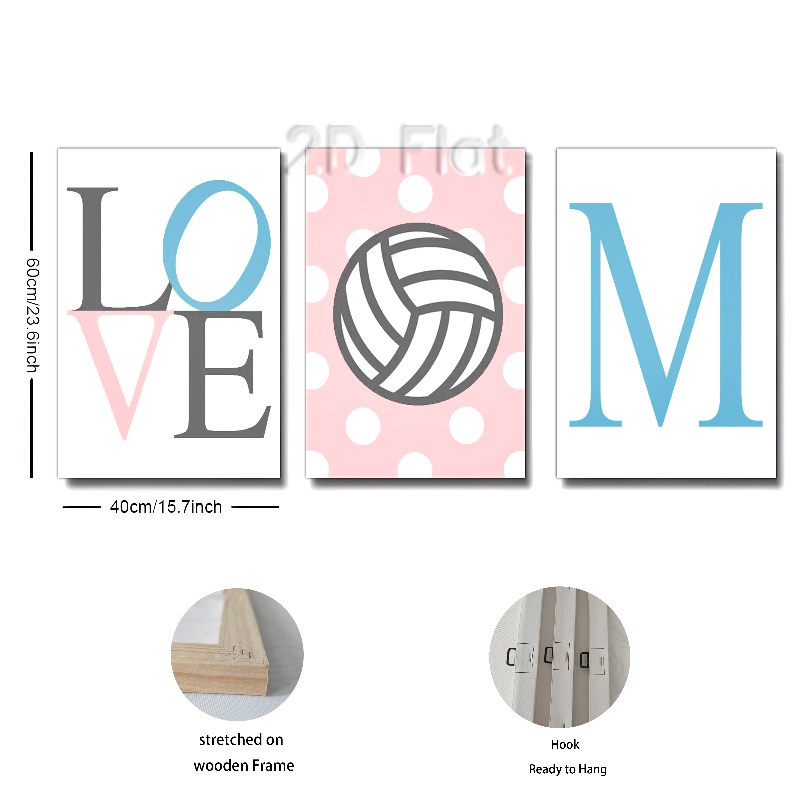 2D Flat
LO
VE
M
60cm/23.6inch
40cm/15.7inch
stretched on
wooden Frame
Hook
Ready to Hang